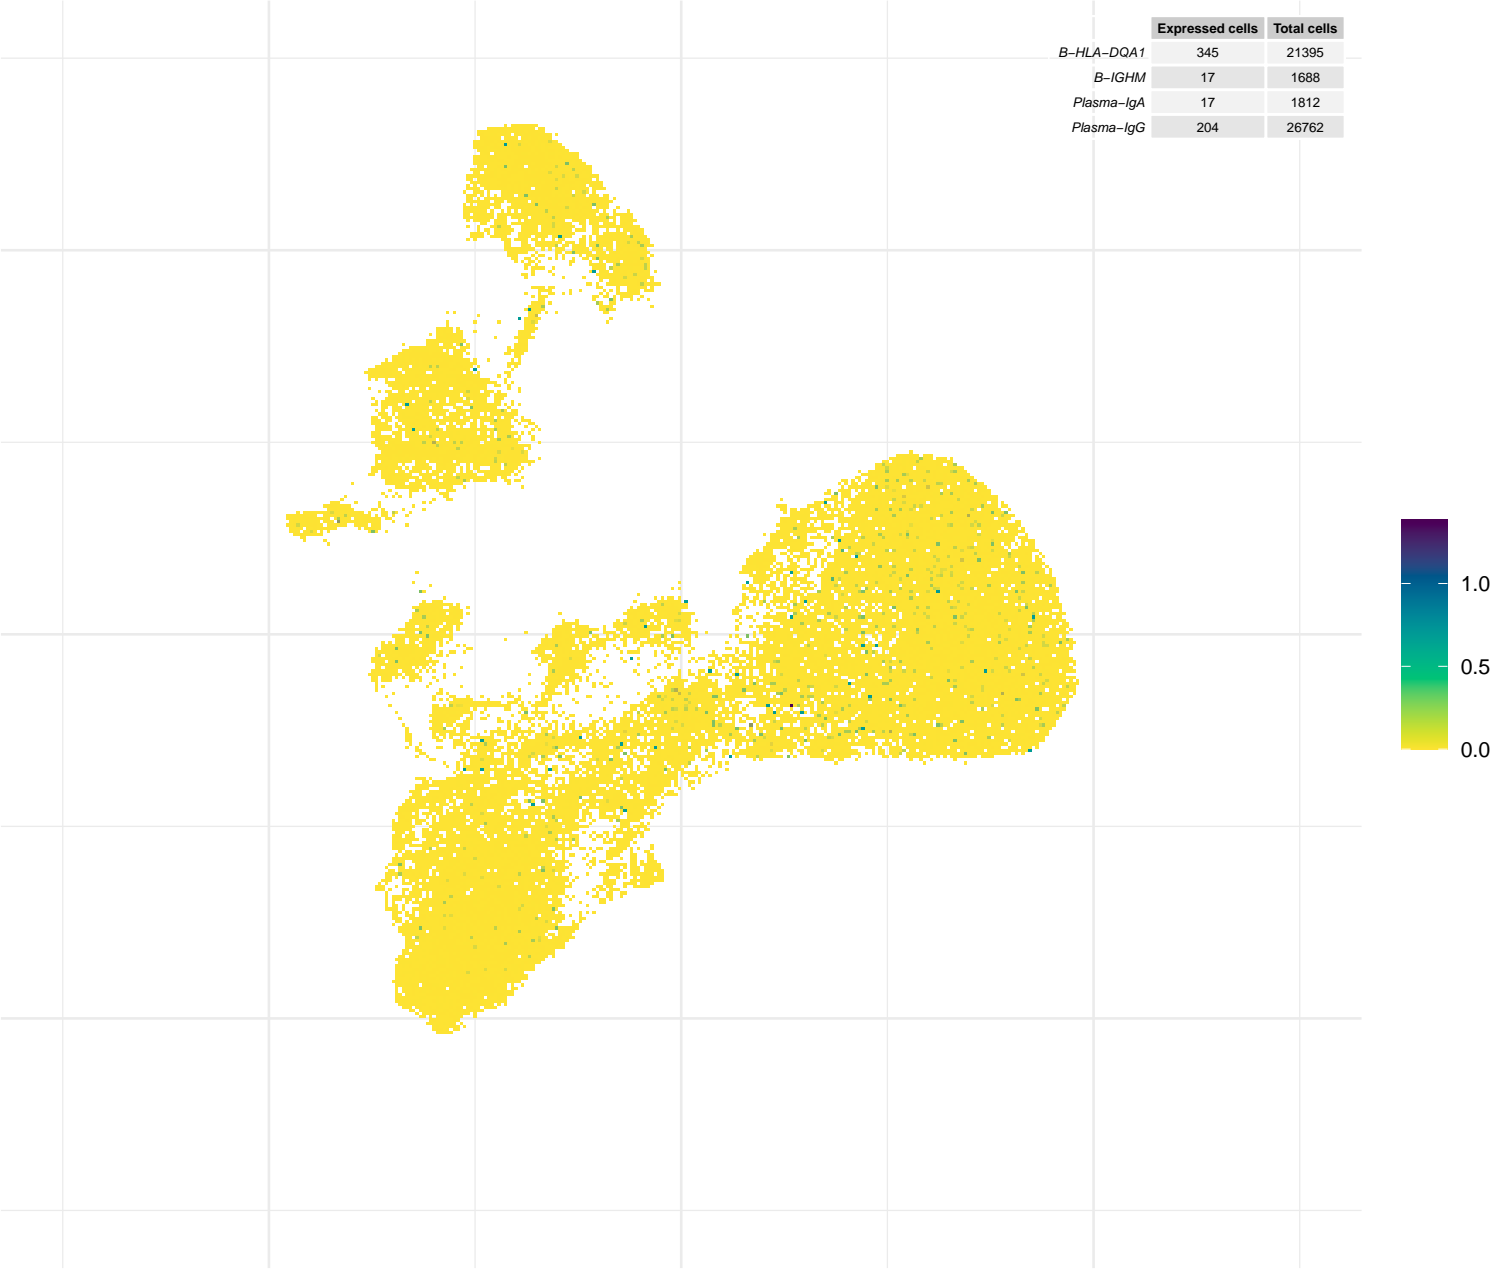 Expressed cells Total cells
B−HLA−DQA1 345 21395
B−IGHM 17 1688
Plasma−IgA 17 1812
Plasma−IgG 204 26762
1.0
0.5
0.0